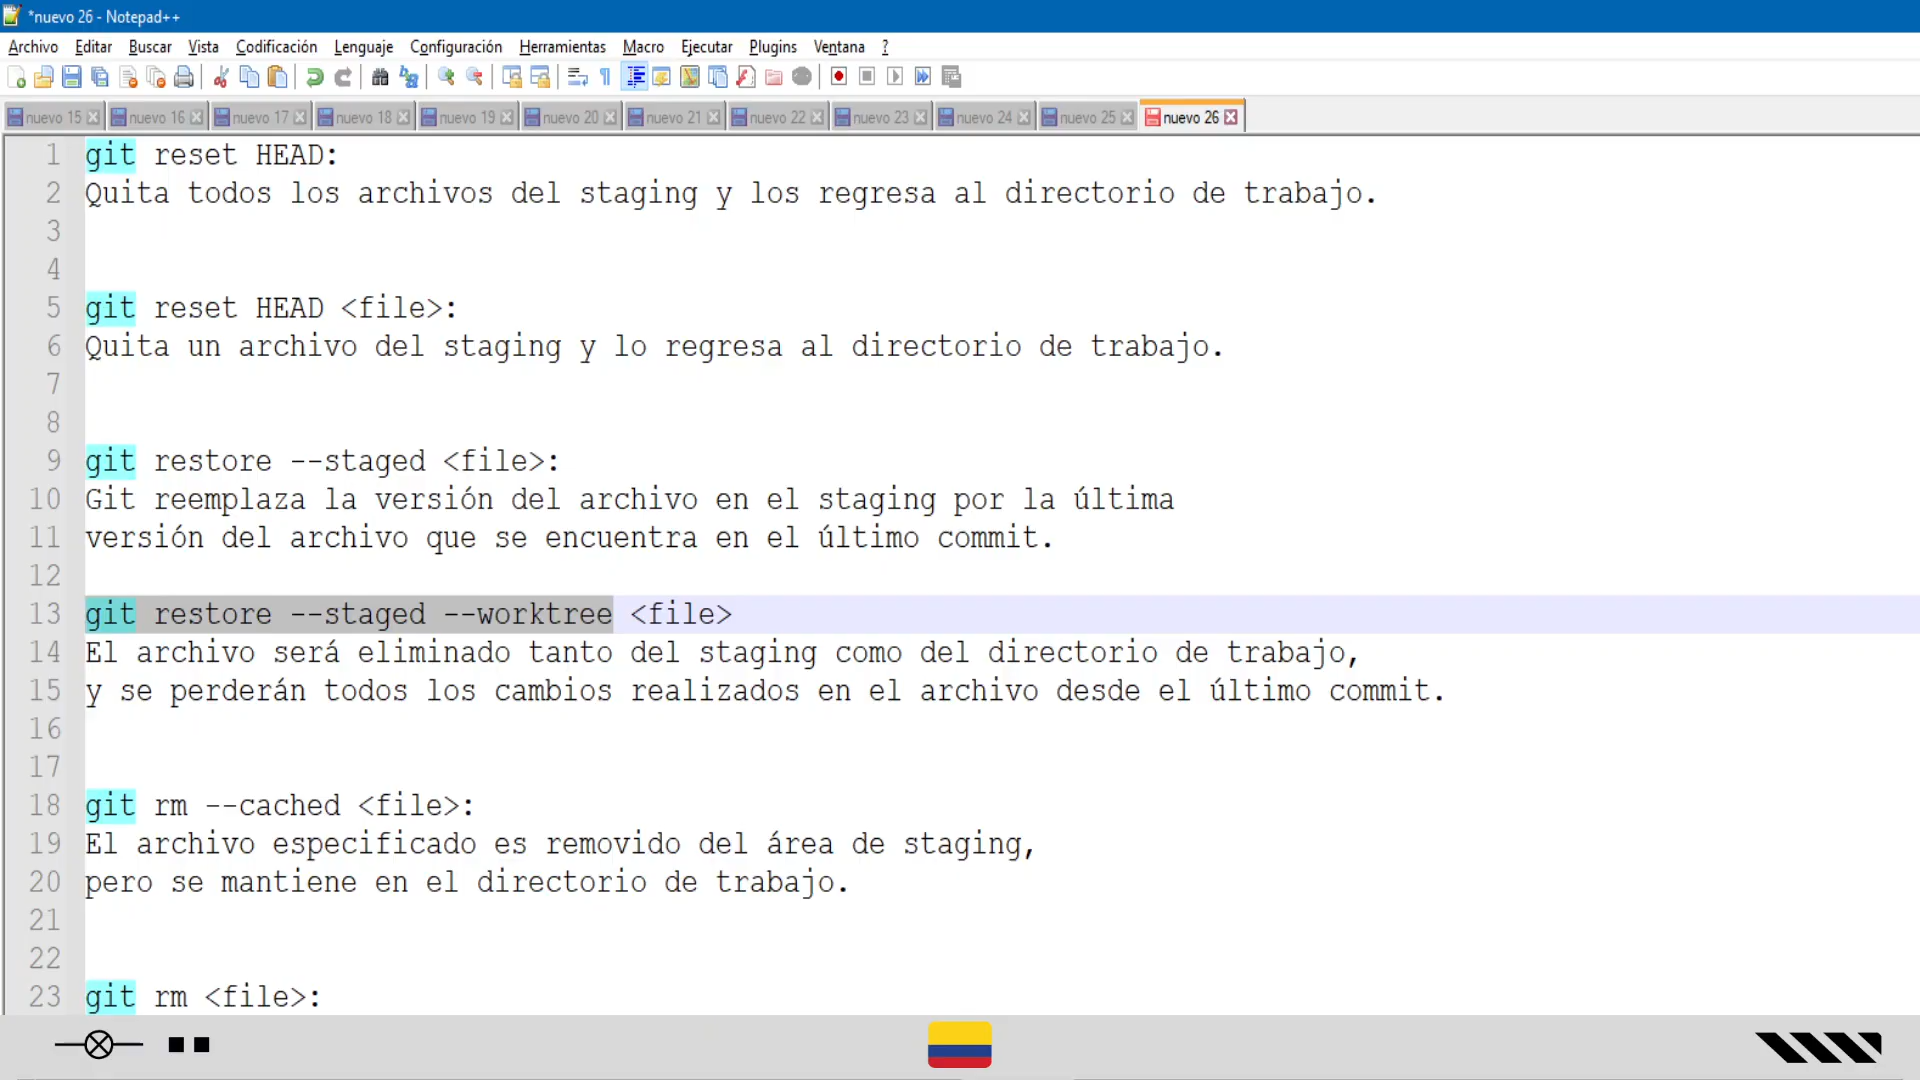 *nuevo 26 - Notepad++
Archivo Editar Buscar Vista Codificación Lenguaje Configuración Herramientas Macro Ejecutar Plugins Ventana ?
nuevo 15 nuevo 16 nuevo 17 nuevo 18 nuevo 19 nuevo 20 nuevo 21 nuevo 22 nuevo 23 nuevo 24 nuevo 25 nuevo 26
1 git reset HEAD:
2 Quita todos los archivos del staging y los regresa al directorio de trabajo.
3
4
5 git reset HEAD <file>:
6 Quita un archivo del staging y lo regresa al directorio de trabajo.
7
8
9 git restore --staged <file>:
10 Git reemplaza la versión del archivo en el staging por la última
11 versión del archivo que se encuentra en el último commit.
12
13 git restore --staged --worktree <file>
14 El archivo será eliminado tanto del staging como del directorio de trabajo,
15 y se perderán todos los cambios realizados en el archivo desde el último commit.
16
17
18 git rm --cached <file>:
19 El archivo especificado es removido del área de staging,
20 pero se mantiene en el directorio de trabajo.
21
22
23 git rm <file>: